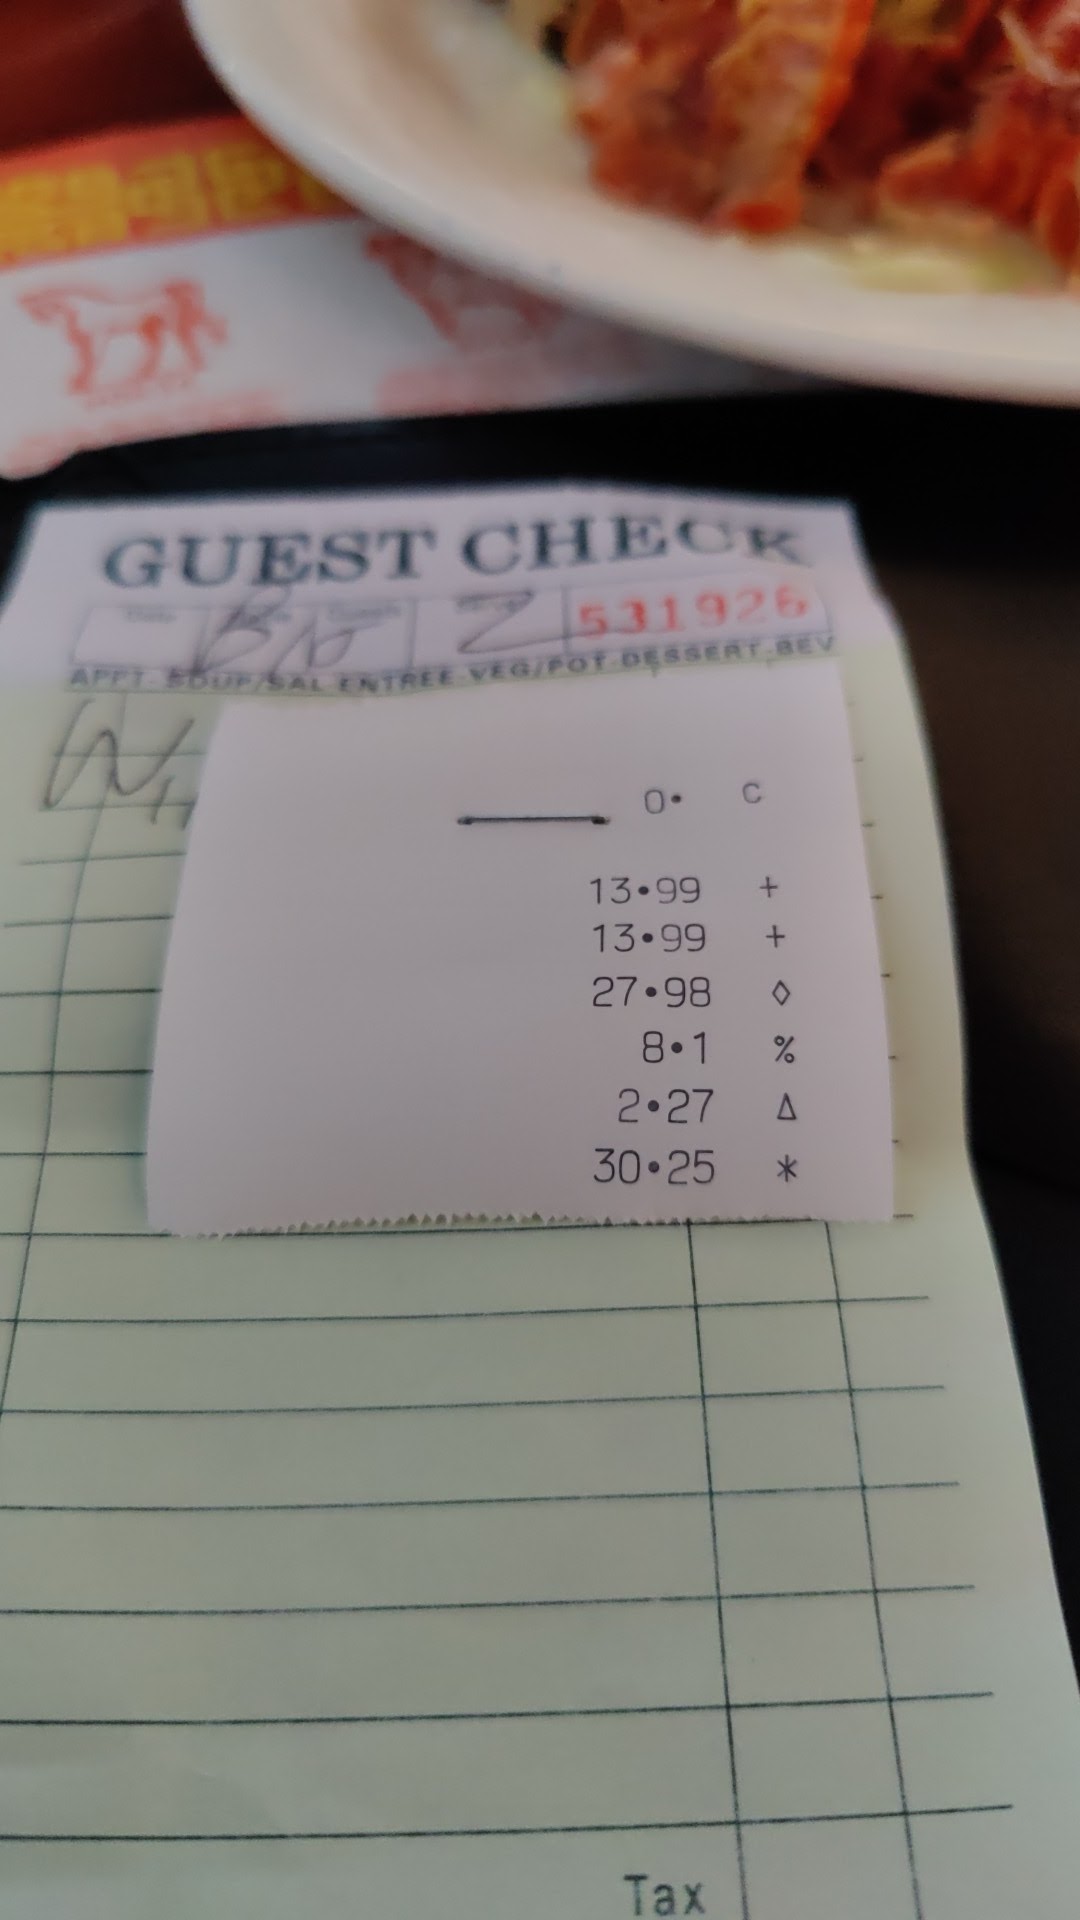 GUEST CHECK
531926
APPT-SOUP/SAL-ENTREE-VEG/POT-DESSERT-BEV
0• C
13•99 +
13•99 +
27•98 ◊
8•1 %
2•27 Δ
30•25 *
Tax